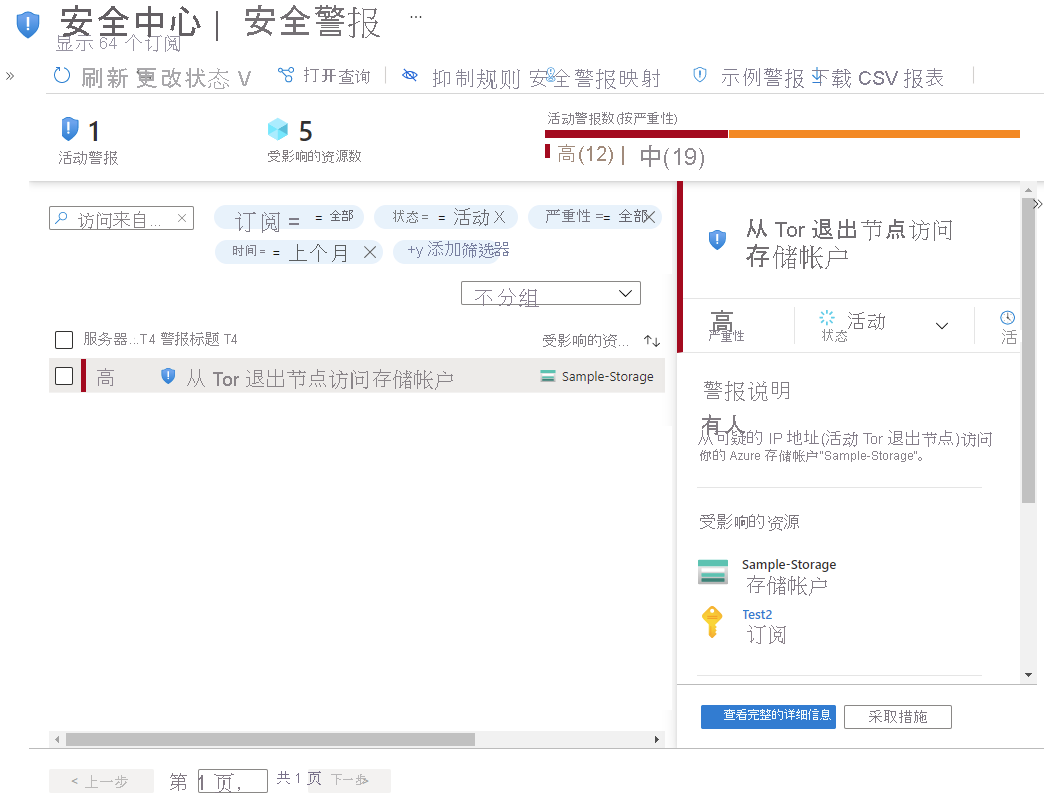 安全中心 | 安全警报 ...
显示 64 个订阅
刷新 更改状态 打开查询 抑制规则 安全警报映射 示例警报 下载 CSV 报表
1
活动警报
5
受影响的资源数
活动警报数(按严重性)
高(12) | 中(19)
访问来自...
订阅 = = 全部
状态 = = 活动 X
严重性 == 全部 X
时间 = = 上个月 X
+y 添加筛选器
不分组
服务器...T4 警报标题 T4 受影响的资...
高 从 Tor 退出节点访问存储帐户 Sample-Storage
< 上一步 第 1 页, 共 1 页 下一步>
从 Tor 退出节点访问
存储帐户
高
严重性
活动
状态
活
警报说明
有人
从可疑的 IP 地址(活动 Tor 退出节点)访问
你的 Azure 存储帐户"Sample-Storage"。
受影响的资源
Sample-Storage
存储帐户
Test2
订阅
查看完整的详细信息 采取措施